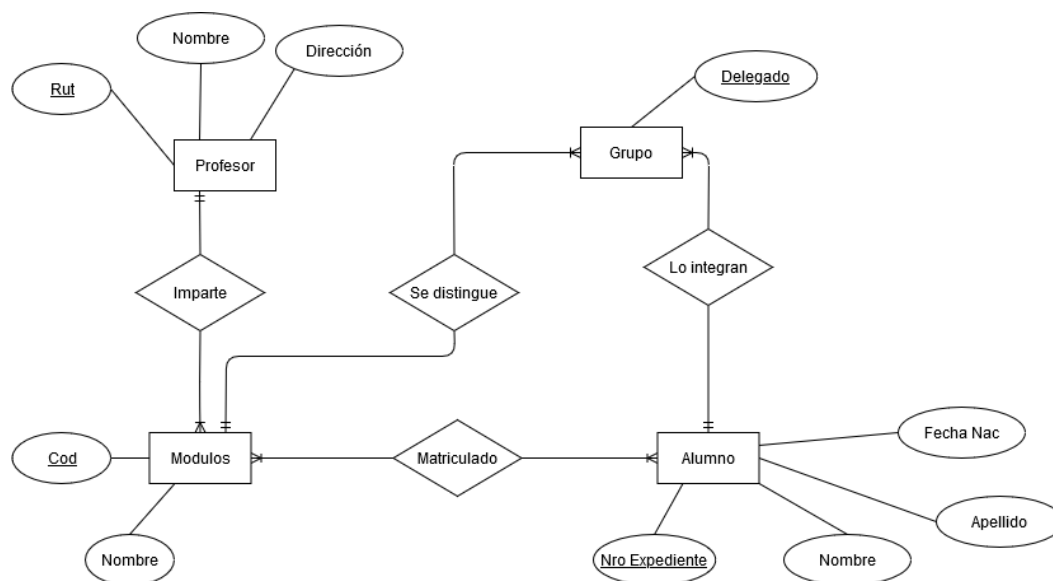 Nombre
Dirección
Rut
Delegado
Profesor
Grupo
Lo integran
Imparte
Se distingue
Fecha Nac
Cod
Modulos
Matriculado
Alumno
Apellido
Nombre
Nro Expediente
Nombre